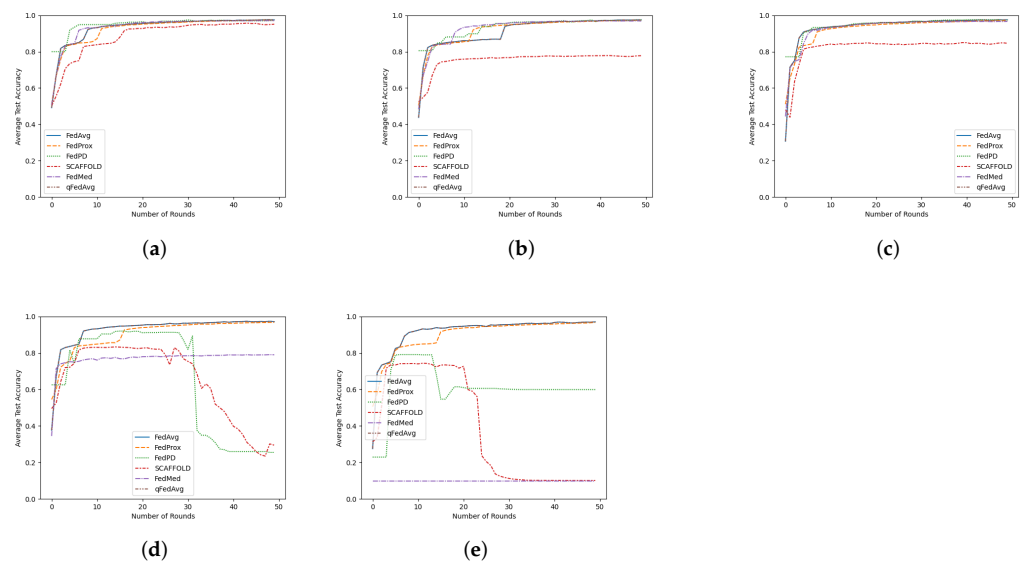 1.0
0.8
0.6
0.4
0.2
0.0
Average Test Accuracy
FedAvg
FedProx
FedPD
SCAFFOLD
FedMed
qFedAvg
0 10 20 30 40 50
Number of Rounds
(a)
1.0
0.8
0.6
0.4
0.2
0.0
Average Test Accuracy
FedAvg
FedProx
FedPD
SCAFFOLD
FedMed
qFedAvg
0 10 20 30 40 50
Number of Rounds
(b)
1.0
0.8
0.6
0.4
0.2
0.0
Average Test Accuracy
FedAvg
FedProx
FedPD
SCAFFOLD
FedMed
qFedAvg
0 10 20 30 40 50
Number of Rounds
(c)
1.0
0.8
0.6
0.4
0.2
0.0
Average Test Accuracy
FedAvg
FedProx
FedPD
SCAFFOLD
FedMed
qFedAvg
0 10 20 30 40 50
Number of Rounds
(d)
1.0
0.8
0.6
0.4
0.2
0.0
Average Test Accuracy
FedAvg
FedProx
FedPD
SCAFFOLD
FedMed
qFedAvg
0 10 20 30 40 50
Number of Rounds
(e)